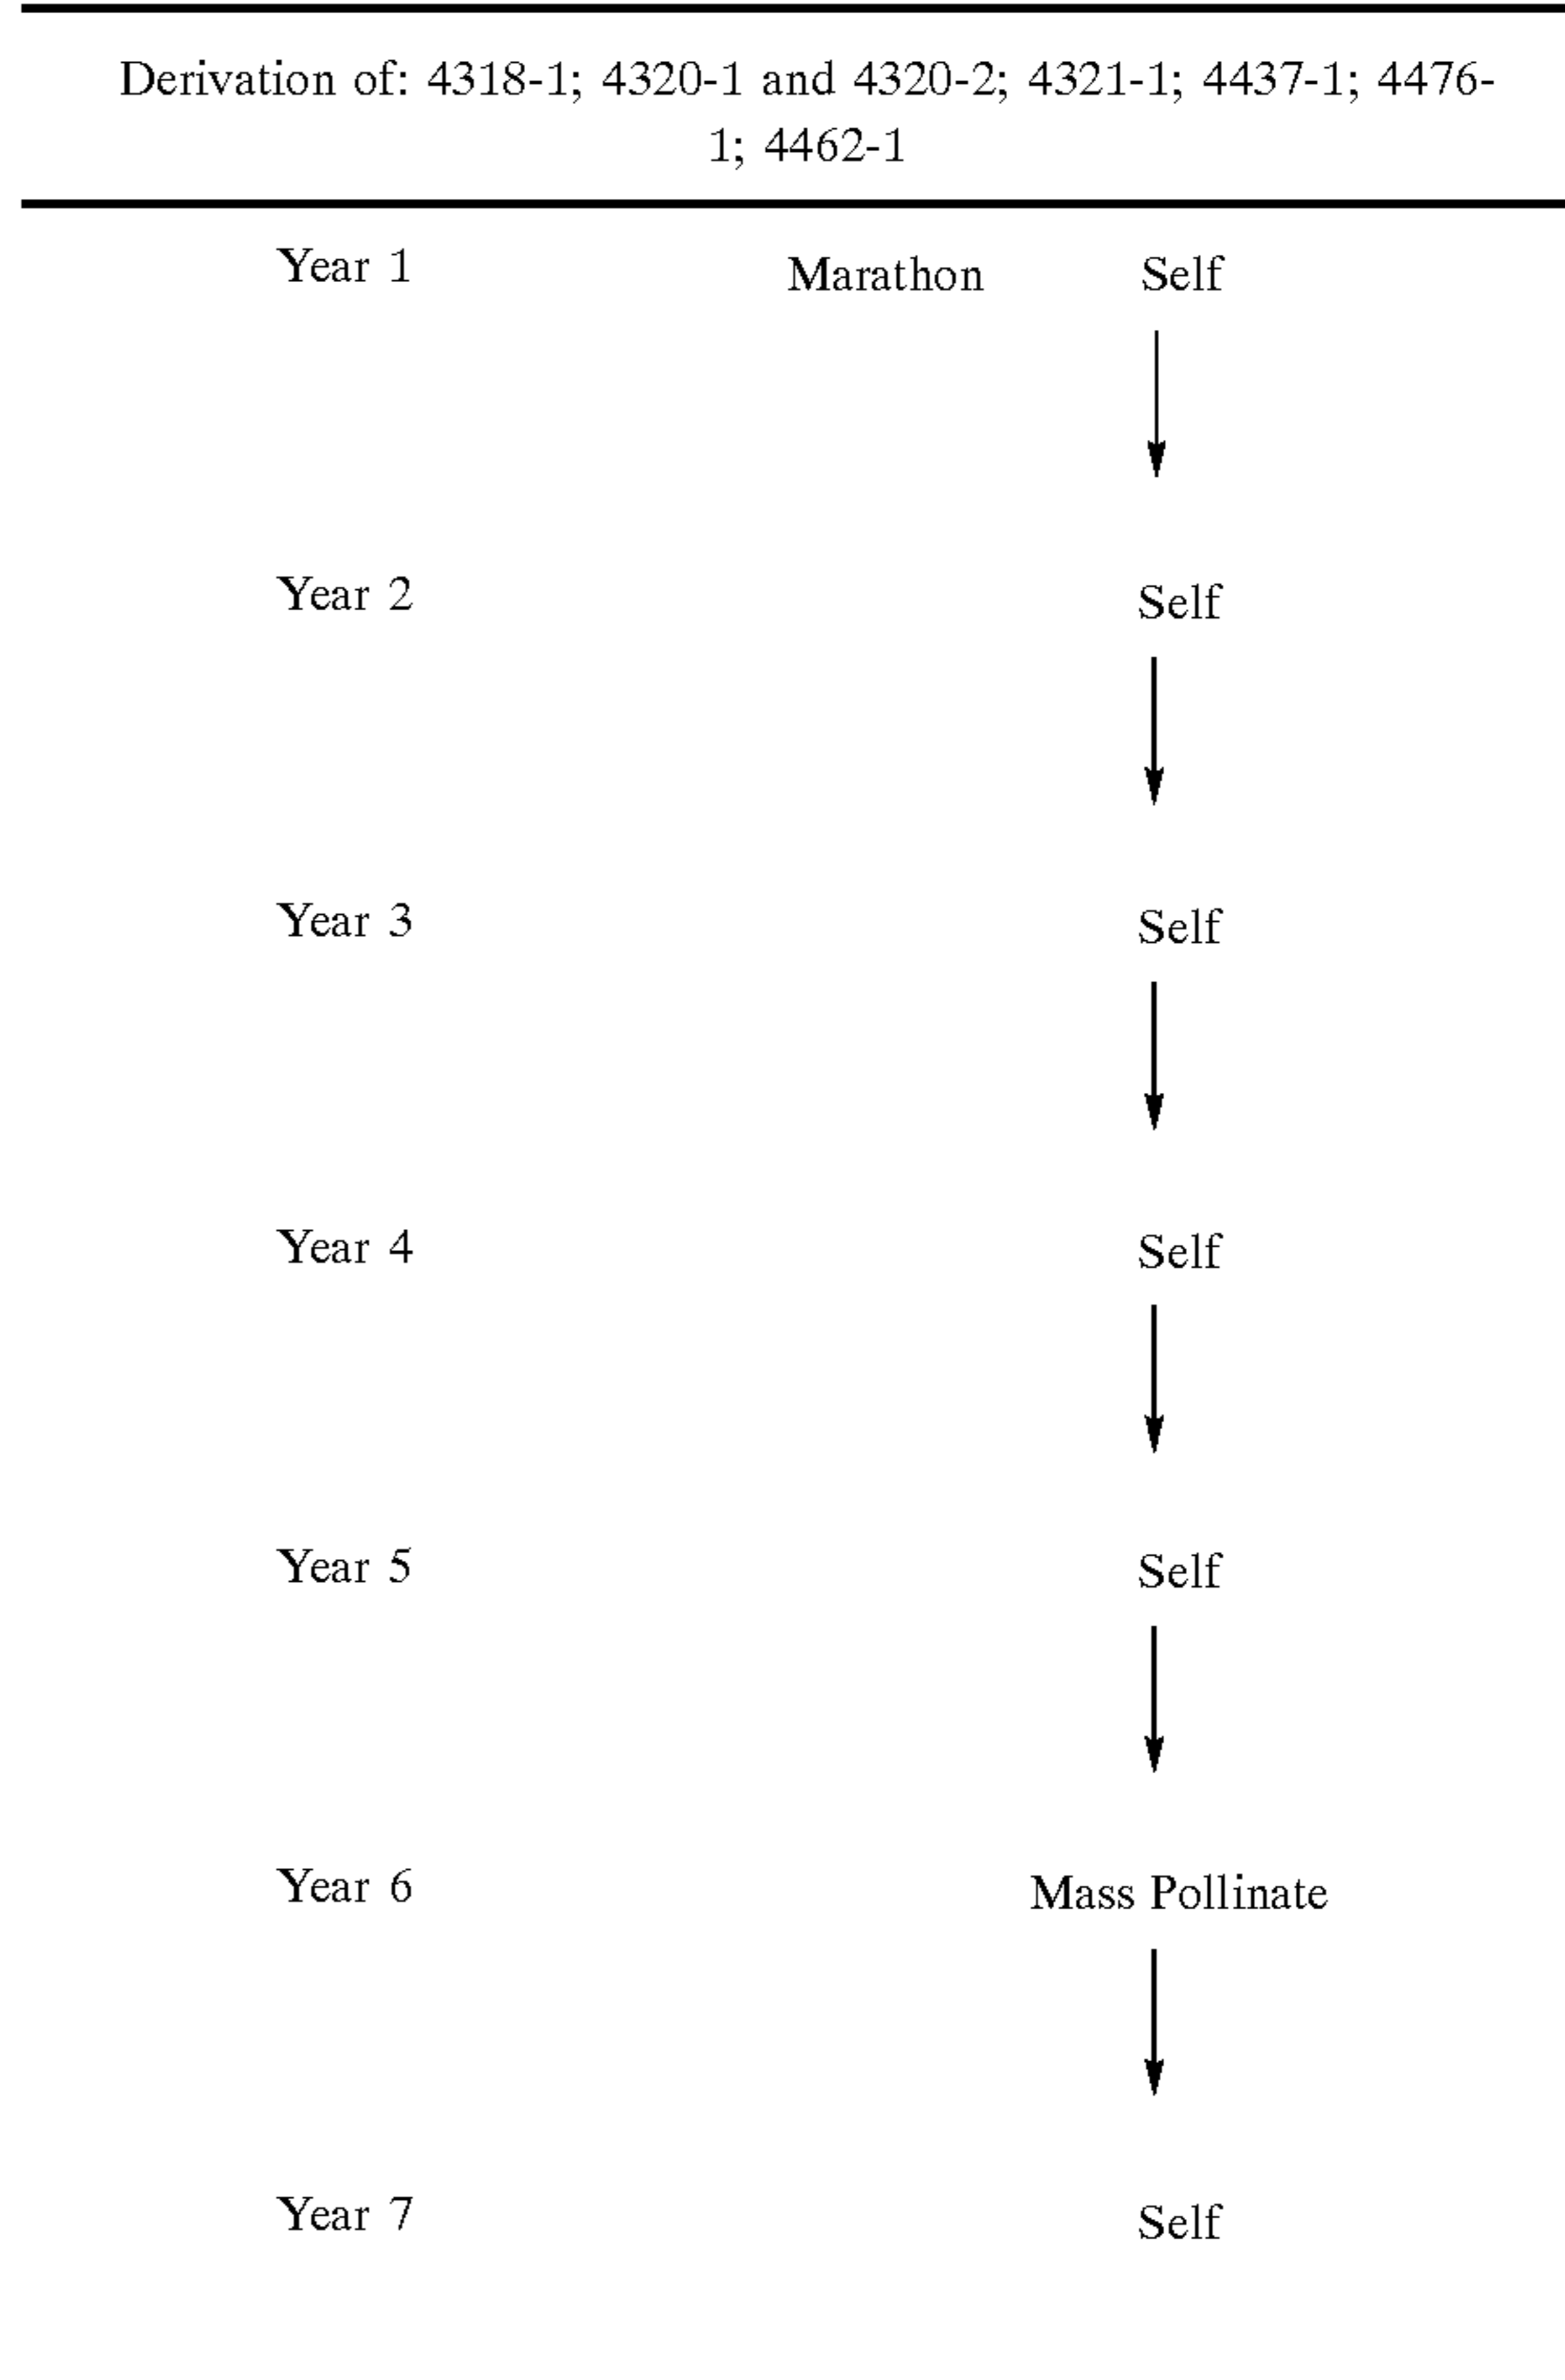 Derivation of: 4318-1; 4320-1 and 4320-2; 4321-1; 4437-1; 4476-
1; 4462-1
Year 1 Marathon Self
Year 2 Self
Year 3 Self
Year 4 Self
Year 5 Self
Year 6 Mass Pollinate
Year 7 Self